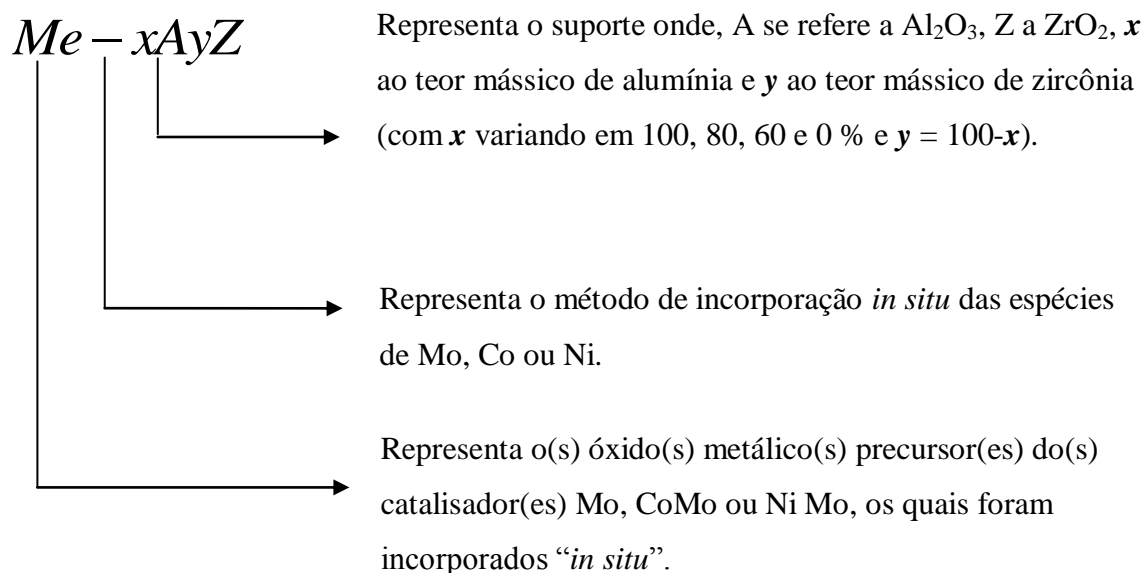 Me – xAyZ
Representa o suporte onde, A se refere a Al₂O₃, Z a ZrO₂, x
ao teor mássico de alumínia e y ao teor mássico de zircônia
(com x variando em 100, 80, 60 e 0 % e y = 100-x).
Representa o método de incorporação in situ das espécies
de Mo, Co ou Ni.
Representa o(s) óxido(s) metálico(s) precursor(es) do(s)
catalisador(es) Mo, CoMo ou Ni Mo, os quais foram
incorporados “in situ”.